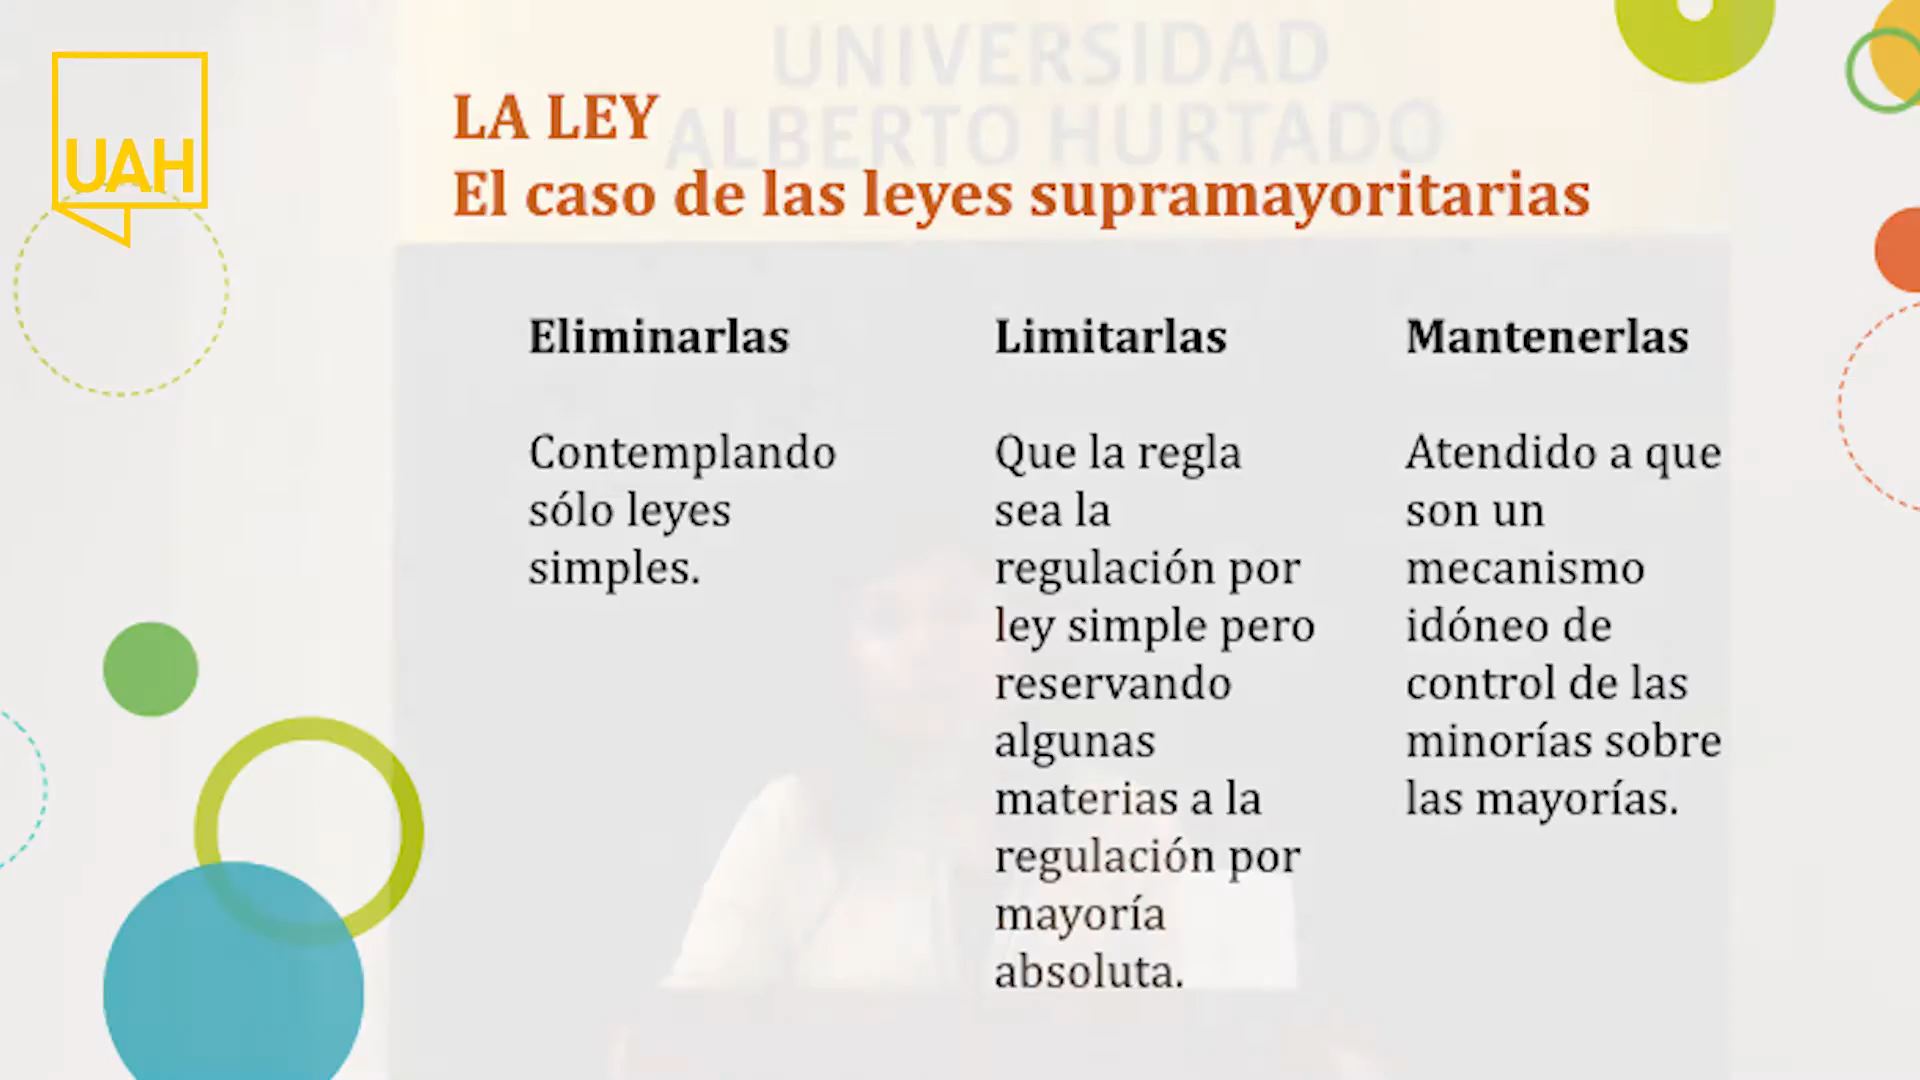 UNIVERSIDAD
ALBERTO HURTADO
UAH
LA LEY
El caso de las leyes supramayoritarias
Eliminarlas
Contemplando
sólo leyes
simples.
Limitarlas
Que la regla
sea la
regulación por
ley simple pero
reservando
algunas
materias a la
regulación por
mayoría
absoluta.
Mantenerlas
Atendido a que
son un
mecanismo
idóneo de
control de las
minorías sobre
las mayorías.